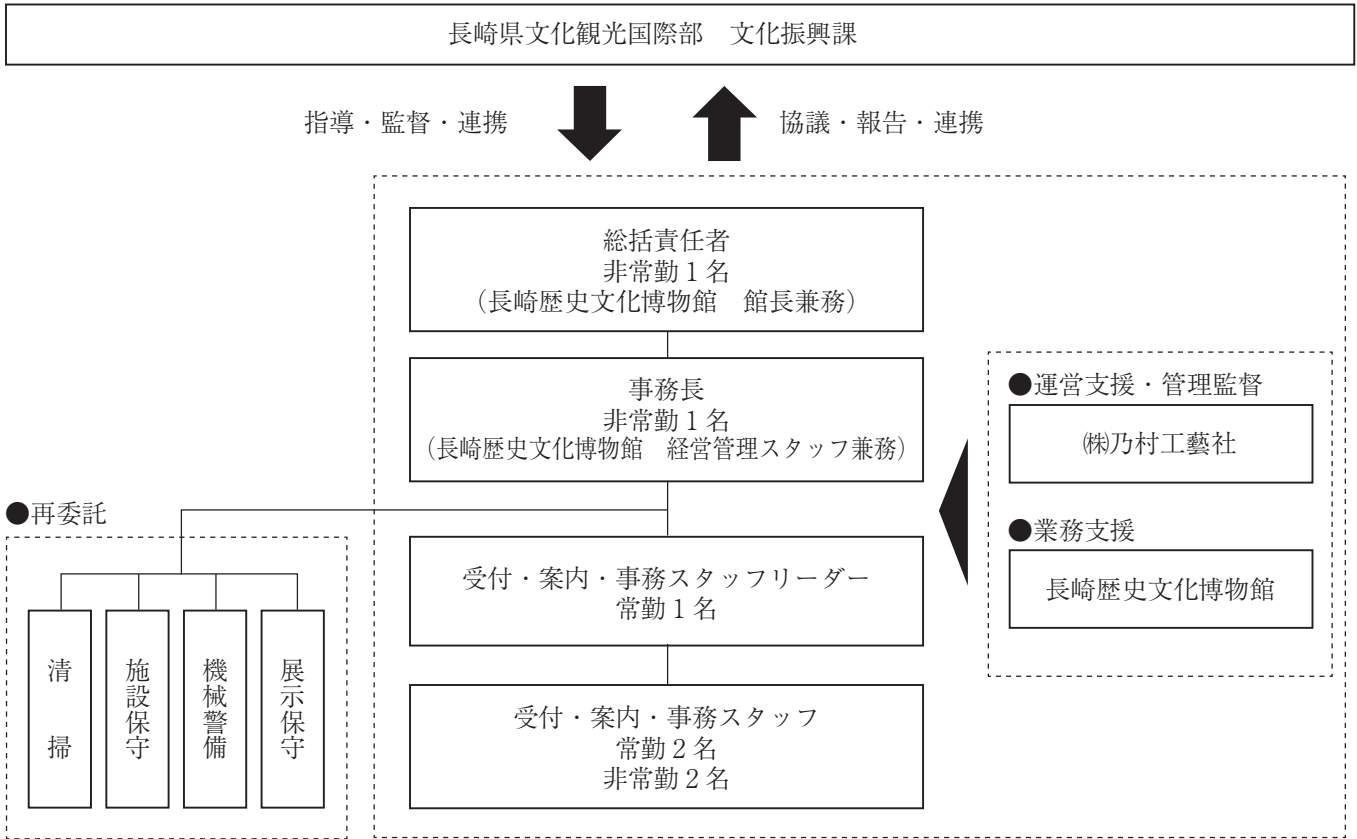 長崎県文化観光国際部　文化振興課
指導・監督・連携
協議・報告・連携
総括責任者
非常勤1名
（長崎歴史文化博物館　館長兼務）
事務長
非常勤1名
（長崎歴史文化博物館　経営管理スタッフ兼務）
●運営支援・管理監督
㈱乃村工藝社
●業務支援
長崎歴史文化博物館
●再委託
清掃
施設保守
機械警備
展示保守
受付・案内・事務スタッフリーダー
常勤1名
受付・案内・事務スタッフ
常勤2名
非常勤2名